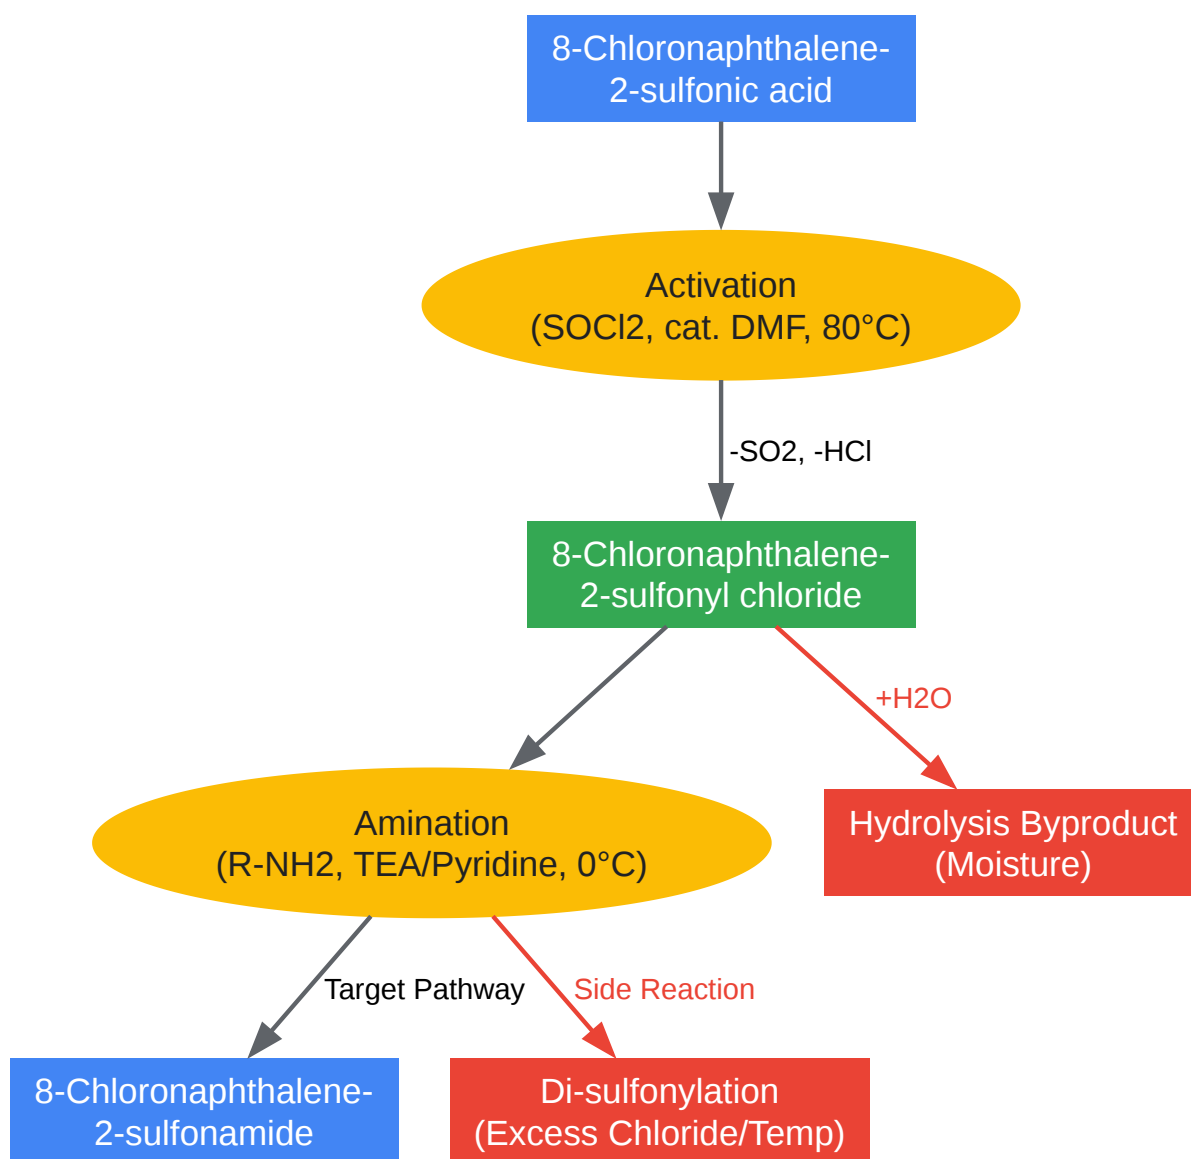 8-Chloronaphthalene-
2-sulfonic acid
Activation
(SOCl2, cat. DMF, 80°C)
-SO2, -HCl
8-Chloronaphthalene-
2-sulfonyl chloride
+H2O
Amination
(R-NH2, TEA/Pyridine, 0°C)
Hydrolysis Byproduct
(Moisture)
Target Pathway
Side Reaction
8-Chloronaphthalene-
2-sulfonamide
Di-sulfonylation
(Excess Chloride/Temp)